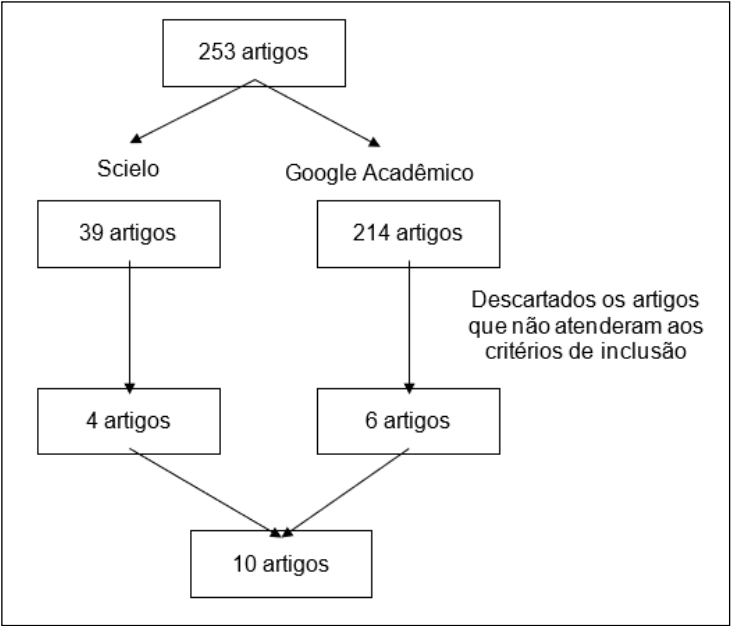 253 artigos
Scielo
Google Acadêmico
39 artigos
214 artigos
Descartados os artigos
que não atenderam aos
critérios de inclusão
4 artigos
6 artigos
10 artigos